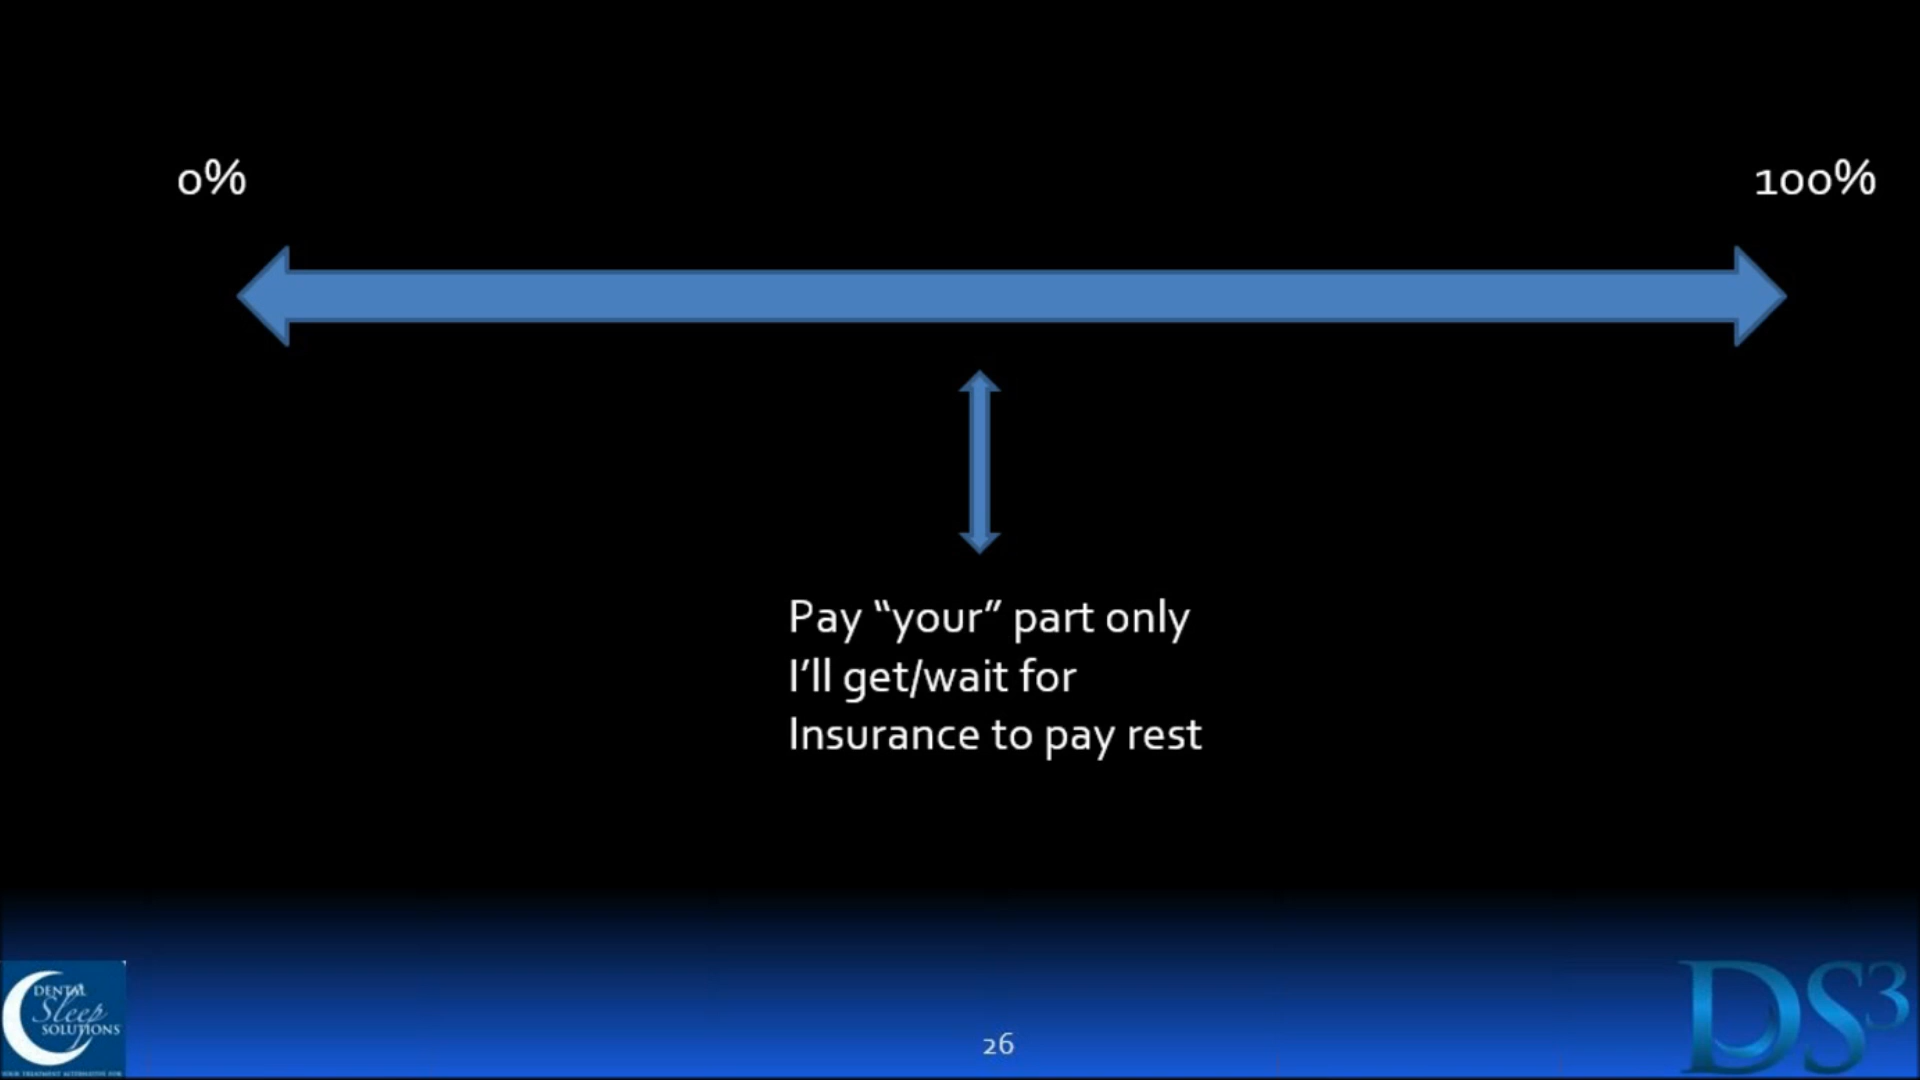 0%
100%
Pay “your” part only
I’ll get/wait for
Insurance to pay rest
DENTAL
Sleep
SOLUTIONS
26
DS3